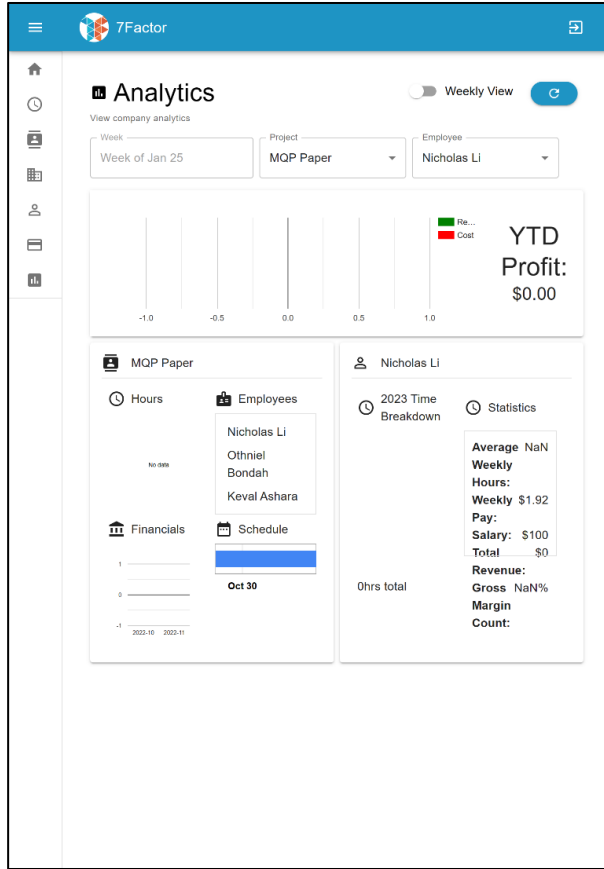 7Factor
Analytics
Weekly View
View company analytics
Week
Week of Jan 25
Project
MQP Paper
Employee
Nicholas Li
Re...
Cost
YTD
Profit:
$0.00
-1.0 -0.5 0.0 0.5 1.0
MQP Paper
Hours
Employees
No data
Nicholas Li
Othniel
Bondah
Keval Ashara
Financials
Schedule
1
0
-1
2022-10 2022-11
Oct 30
Nicholas Li
2023 Time
Breakdown
0hrs total
Statistics
Average NaN
Weekly
Hours:
Weekly $1.92
Pay:
Salary: $100
Total $0
Revenue:
Gross NaN%
Margin
Count: